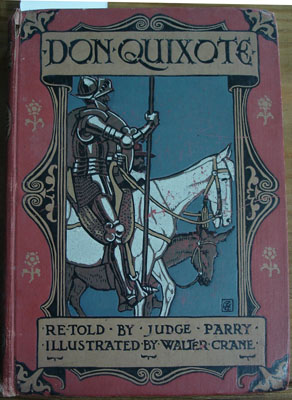 ·DON·QUIXOTE·
RE·TOLD · BY · JUDGE · PARRY ·
·ILLUSTRATED·BY·WALTER·CRANE·